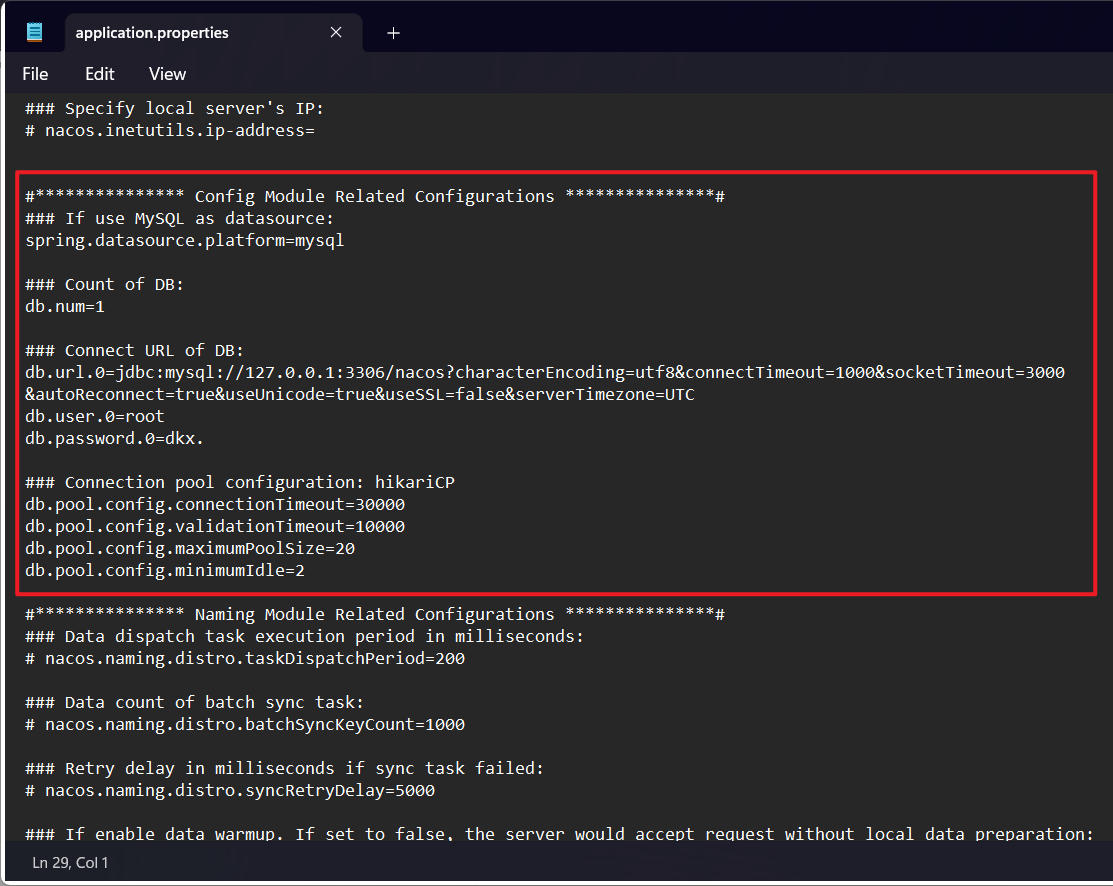 application.properties
File Edit View
### Specify local server's IP:
# nacos.inetutils.ip-address=
#*************** Config Module Related Configurations ***************#
### If use MySQL as datasource:
spring.datasource.platform=mysql
### Count of DB:
db.num=1
### Connect URL of DB:
db.url.0=jdbc:mysql://127.0.0.1:3306/nacos?characterEncoding=utf8&connectTimeout=1000&socketTimeout=3000
&autoReconnect=true&useUnicode=true&useSSL=false&serverTimezone=UTC
db.user.0=root
db.password.0=dkx.
### Connection pool configuration: hikariCP
db.pool.config.connectionTimeout=30000
db.pool.config.validationTimeout=10000
db.pool.config.maximumPoolSize=20
db.pool.config.minimumIdle=2
#*************** Naming Module Related Configurations ***************#
### Data dispatch task execution period in milliseconds:
# nacos.naming.distro.taskDispatchPeriod=200
### Data count of batch sync task:
# nacos.naming.distro.batchSyncKeyCount=1000
### Retry delay in milliseconds if sync task failed:
# nacos.naming.distro.syncRetryDelay=5000
### If enable data warmup. If set to false, the server would accept request without local data preparation:
Ln 29, Col 1